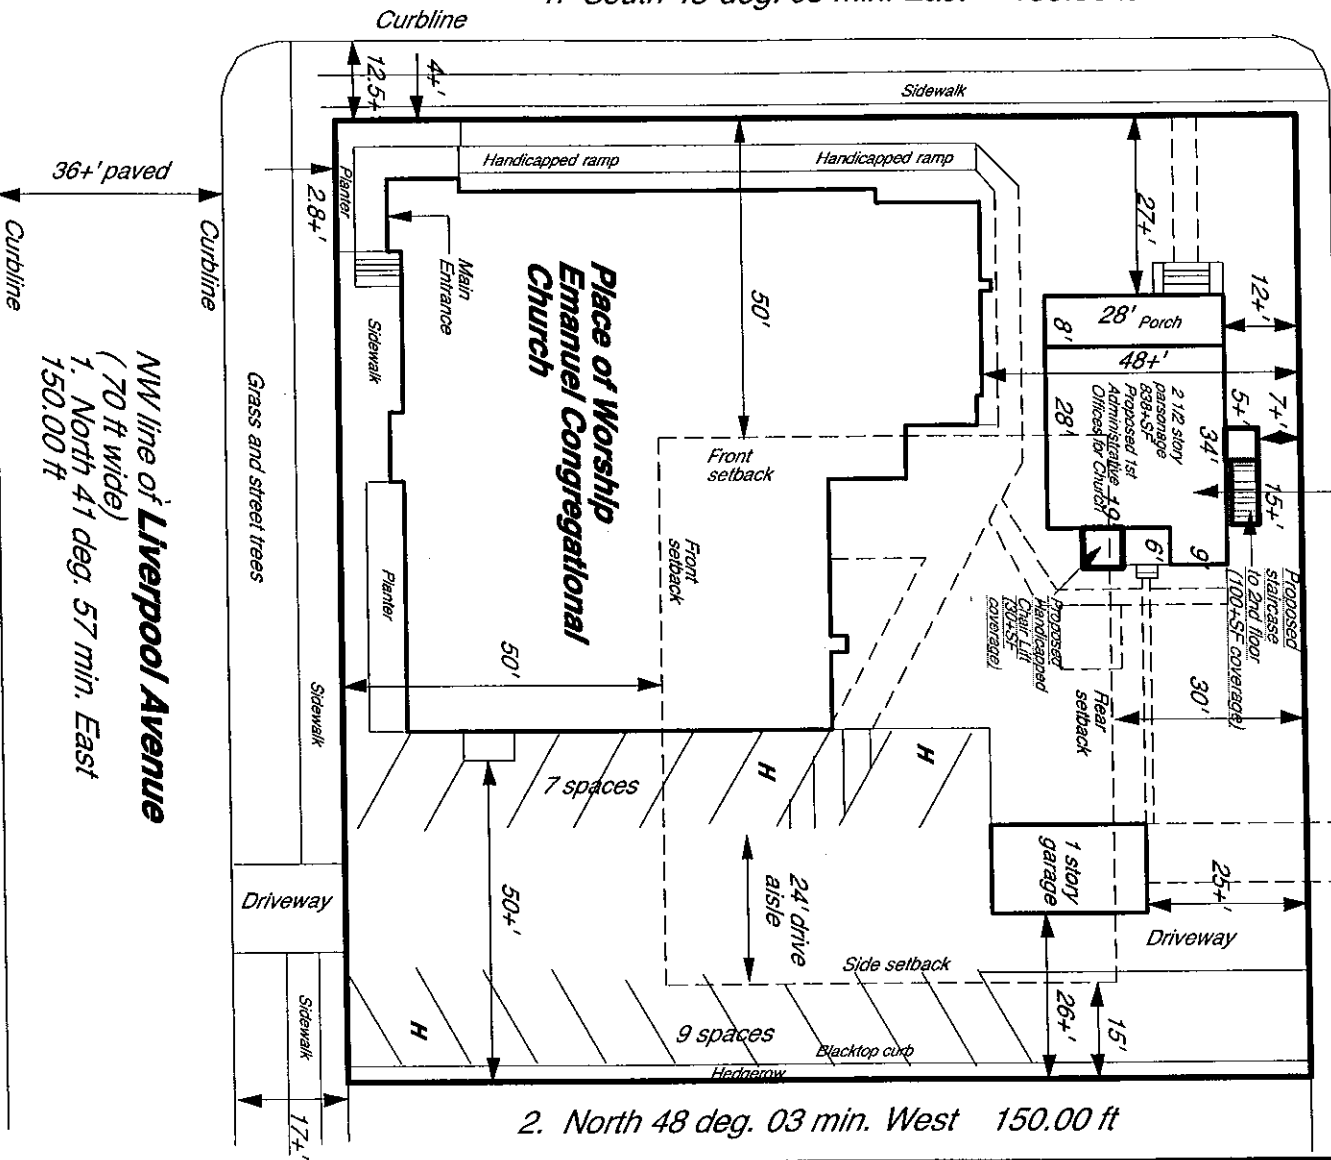 Curbline
12.5+'
4+'
Sidewalk
36+' paved
Curbline
Curbline
2.8+'
Planter
Handicapped ramp
Handicapped ramp
Main
Entrance
Place of Worship
Emanuel Congregational
Church
50'
27+'
12+'
28' Porch
8'
48+'
7+'
5+'
34'
28'
2 1/2 story
parsonage
838+SF
Proposed 1st
Administrative
Offices for Church
19'
15+'
6'
9'
Proposed
staircase
to 2nd floor
(100+SF coverage)
Proposed
Handicapped
Chair Lift
(30+SF
coverage)
30'
Rear
setback
Front
setback
Front
setback
Sidewalk
Grass and street trees
Planter
50'
Sidewalk
NW line of Liverpool Avenue
( 70 ft wide)
1. North 41 deg. 57 min. East
150.00 ft
7 spaces
H
H
1 story
garage
25+'
Driveway
Driveway
50+'
24' drive
aisle
Side setback
26+'
15'
9 spaces
H
Blacktop curb
Hedgerow
Sidewalk
17+'
2. North 48 deg. 03 min. West 150.00 ft